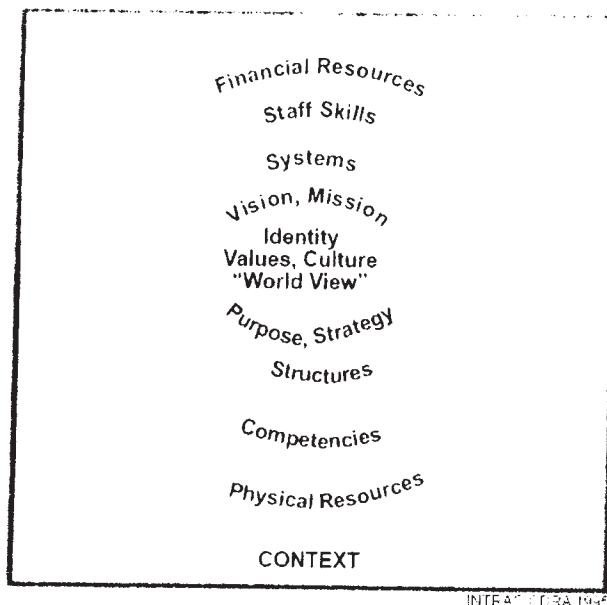 Financial Resources
Staff Skills
Systems
Vision, Mission
Identity
Values, Culture
"World View"
Purpose, Strategy
Structures
Competencies
Physical Resources
CONTEXT
1995